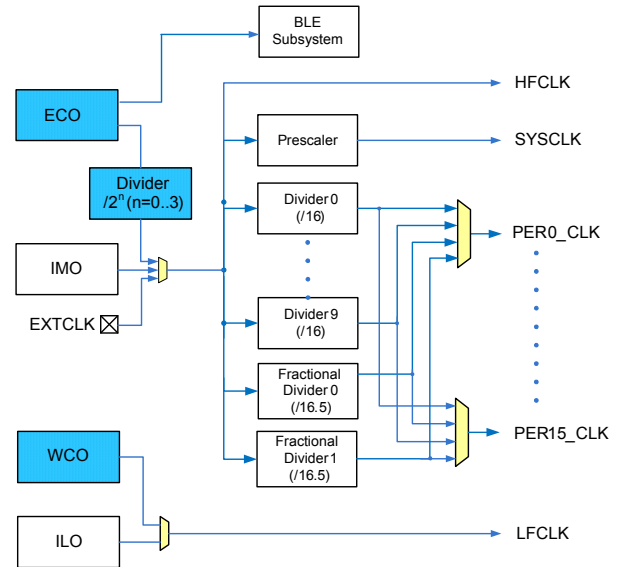 BLE
Subsystem
HFCLK
ECO
Prescaler
SYSCLK
Divider
/2ⁿ (n=0..3)
Divider 0
(/16)
PER0_CLK
IMO
EXTCLK
Divider 9
(/16)
Fractional
Divider 0
(/16.5)
PER15_CLK
Fractional
Divider 1
(/16.5)
WCO
ILO
LFCLK